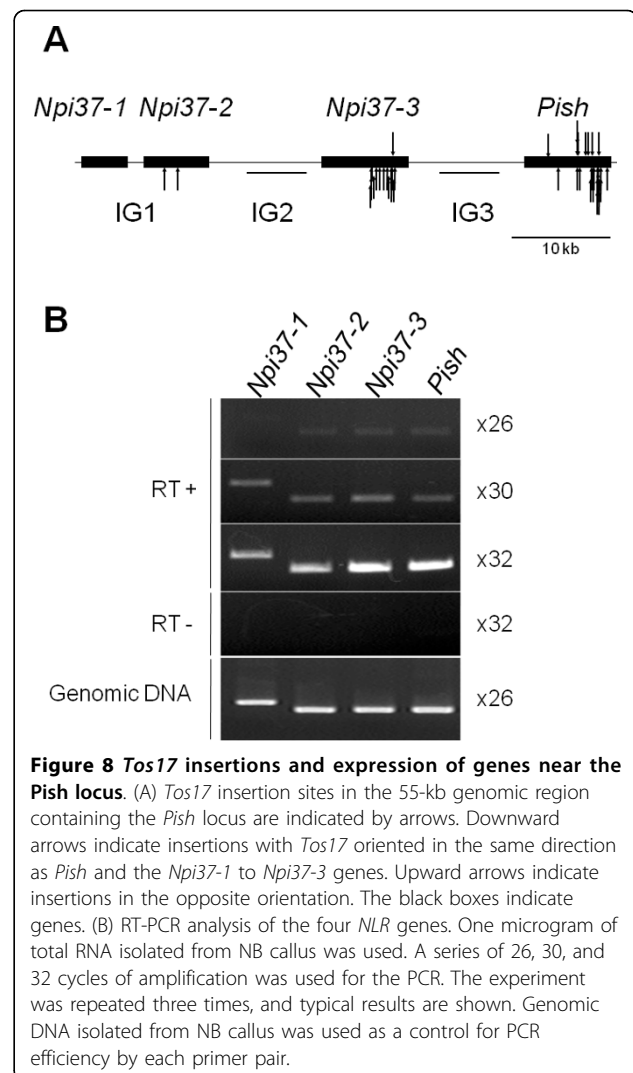 A
Npi37-1 Npi37-2 Npi37-3 Pish
IG1 IG2 IG3
10 kb
B
Npi37-1 Npi37-2 Npi37-3 Pish
x26
RT + x30
x32
RT - x32
Genomic DNA x26
Figure 8 Tos17 insertions and expression of genes near the
Pish locus. (A) Tos17 insertion sites in the 55-kb genomic region
containing the Pish locus are indicated by arrows. Downward
arrows indicate insertions with Tos17 oriented in the same direction
as Pish and the Npi37-1 to Npi37-3 genes. Upward arrows indicate
insertions in the opposite orientation. The black boxes indicate
genes. (B) RT-PCR analysis of the four NLR genes. One microgram of
total RNA isolated from NB callus was used. A series of 26, 30, and
32 cycles of amplification was used for the PCR. The experiment
was repeated three times, and typical results are shown. Genomic
DNA isolated from NB callus was used as a control for PCR
efficiency by each primer pair.